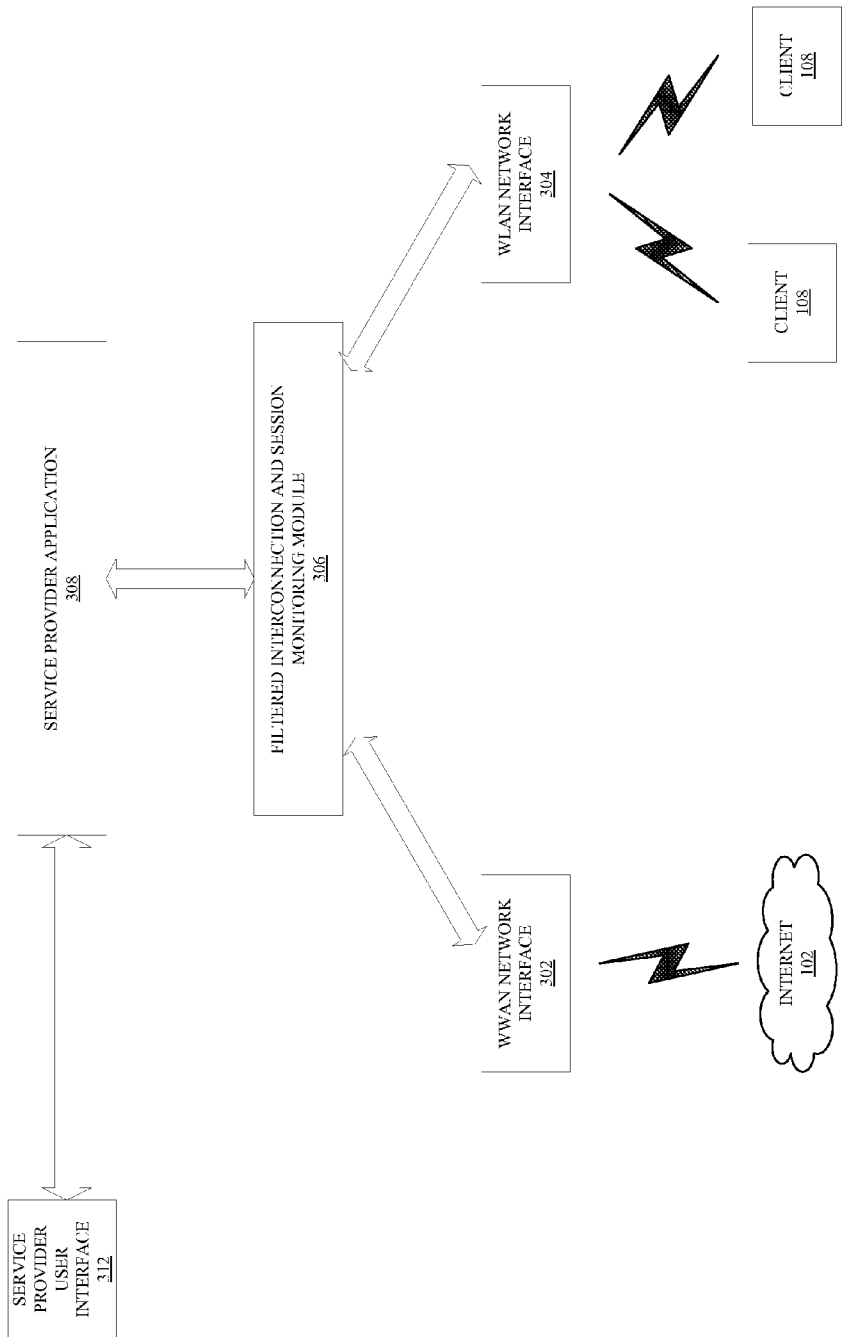 SERVICE
PROVIDER
USER
INTERFACE
312
SERVICE PROVIDER APPLICATION
308
FILTERED INTERCONNECTION AND SESSION
MONITORING MODULE
306
WWAN NETWORK
INTERFACE
302
WLAN NETWORK
INTERFACE
304
INTERNET
102
CLIENT
108
CLIENT
108